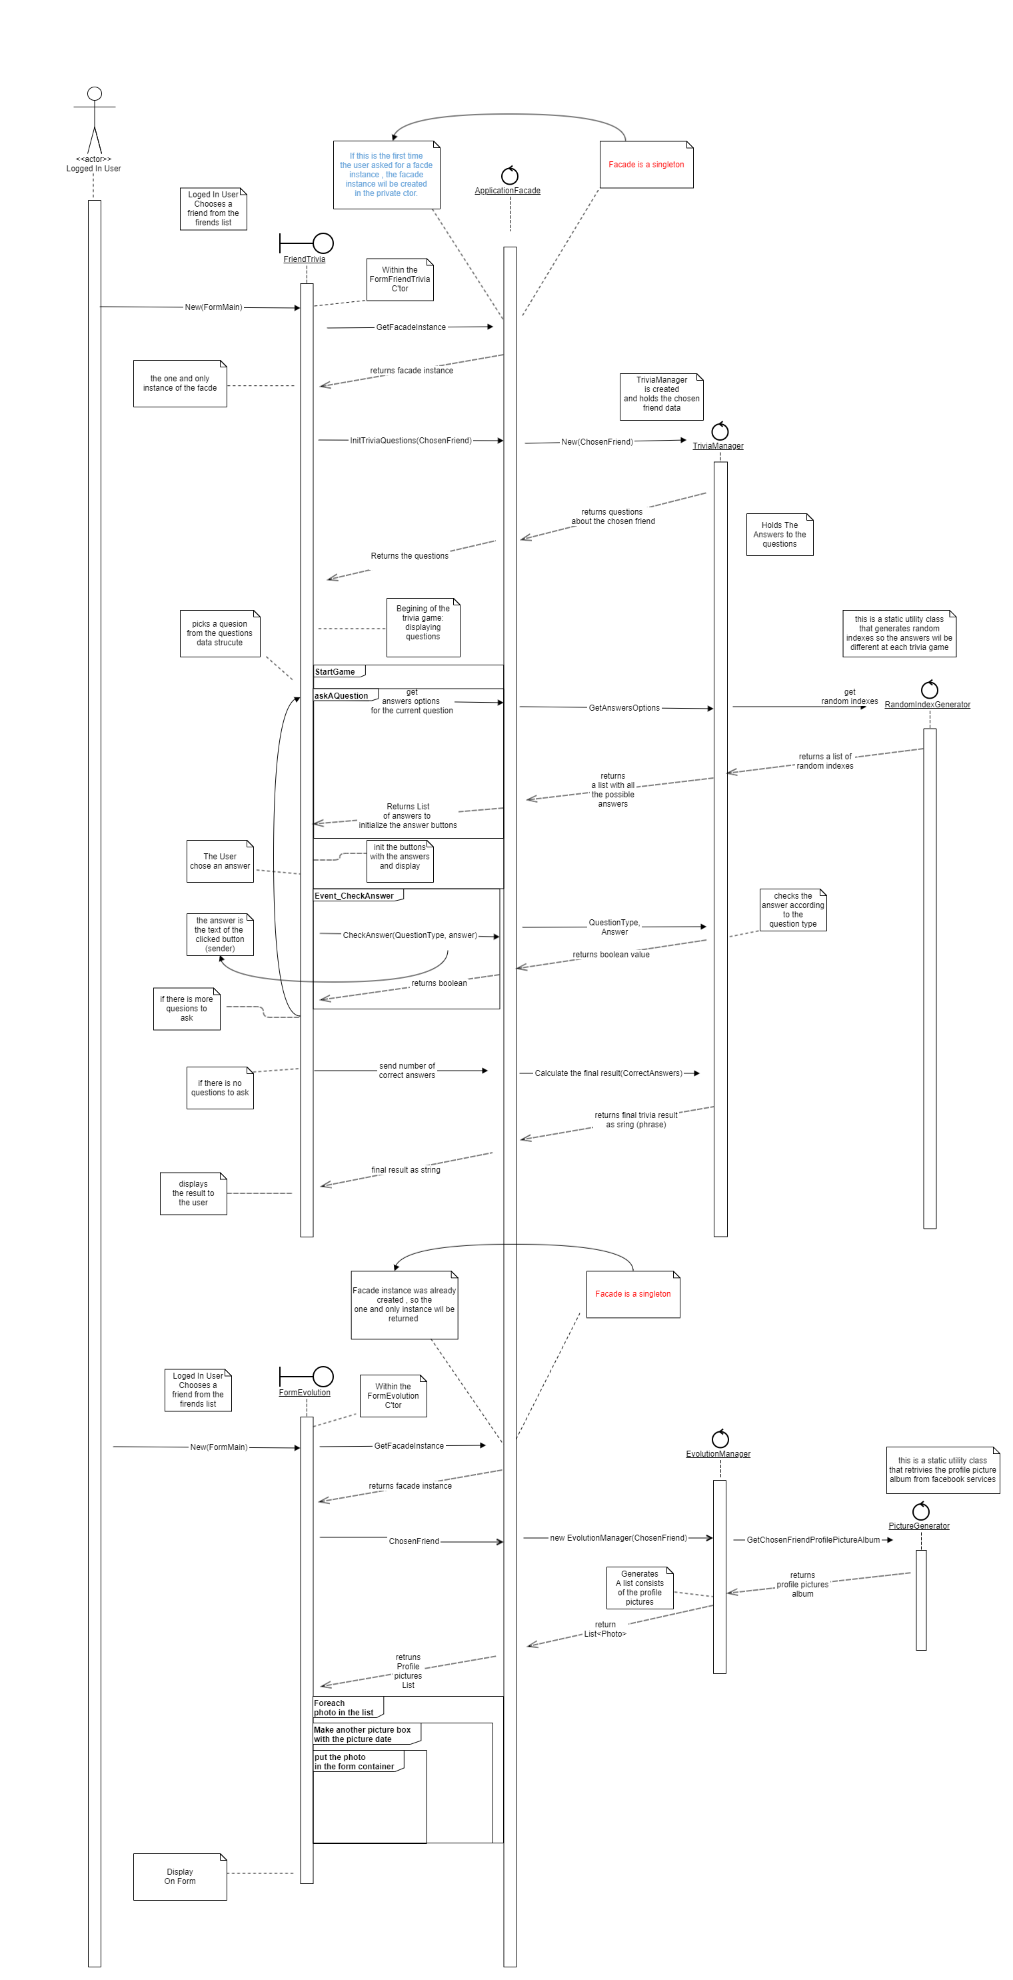 <<actor>>
Logged In User
Loged In User
Chooses a
friend from the
firends list
If this is the first time
the user asked for a facde
instance , the facade
instance wil be created
in the private ctor.
Facade is a singleton
ApplicationFacade
FriendTrivia
Within the
FormFriendTrivia
C'tor
New(FormMain)
GetFacadeInstance
returns facade instance
the one and only
instance of the facde
TriviaManager
is created
and holds the chosen
friend data
TriviaManager
InitTriviaQuestions(ChosenFriend)
New(ChosenFriend)
returns questions
about the chosen friend
Holds The
Answers to the
questions
Returns the questions
picks a quesion
from the questions
data strucute
Begining of the
trivia game:
displaying
questions
this is a static utility class
that generates random
indexes so the answers wil be
different at each trivia game
StartGame
askAQuestion
get
answers options
for the current question
GetAnswersOptions
get
random indexes
RandomIndexGenerator
returns a list of
random indexes
returns
a list with all
the possible
answers
Returns List
of answers to
initialize the answer buttons
The User
chose an answer
init the buttons
with the answers
and display
Event_CheckAnswer
checks the
answer according
to the
question type
the answer is
the text of the
clicked button
(sender)
CheckAnswer(QuestionType, answer)
QuestionType,
Answer
returns boolean value
returns boolean
if there is more
quesions to
ask
if there is no
questions to ask
send number of
correct answers
Calculate the final result(CorrectAnswers)
returns final trivia result
as sring (phrase)
final result as string
displays
the result to
the user
Facade instance was already
created , so the
one and only instance wil be
returned
Facade is a singleton
Loged In User
Chooses a
friend from the
firends list
FormEvolution
Within the
FormEvolution
C'tor
New(FormMain)
GetFacadeInstance
EvolutionManager
this is a static utility class
that retrivies the profile picture
album from facebook services
returns facade instance
PictureGenerator
ChosenFriend
new EvolutionManager(ChosenFriend)
GetChosenFriendProfilePictureAlbum
Generates
A list consists
of the profile
pictures
returns
profile pictures
album
return
List<Photo>
retruns
Profile
pictures
List
Foreach
photo in the list
Make another picture box
with the picture date
put the photo
in the form container
Display
On Form